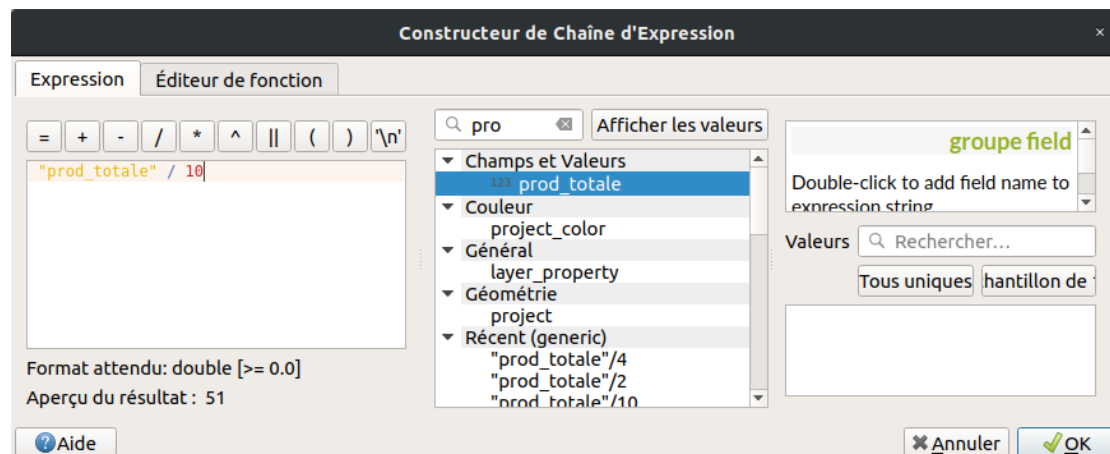 Constructeur de Chaîne d'Expression ×
Expression Éditeur de fonction
= + - / * ^ || ( ) '\n'
"prod_totale" / 10
Format attendu: double [>= 0.0]
Aperçu du résultat : 51
pro Afficher les valeurs
Champs et Valeurs
123 prod_totale
Couleur
project_color
Général
layer_property
Géométrie
project
Récent (generic)
"prod_totale"/4
"prod_totale"/2
"prod_totale"/10
groupe field
Double-click to add field name to
expression string
Valeurs Rechercher...
Tous uniques hantillon de
Aide Annuler OK